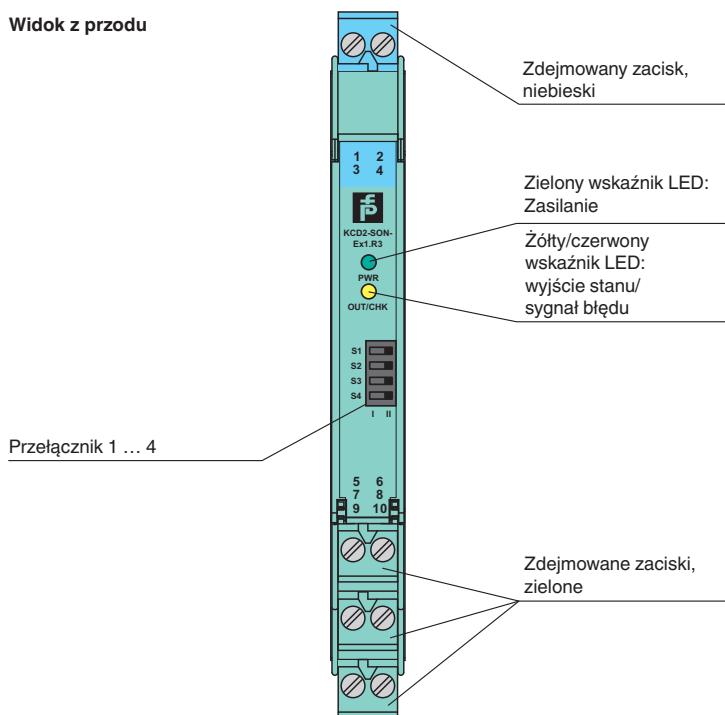 Widok z przodu
Zdejmowany zacisk,
niebieski
1 2
3 4
Zielony wskaźnik LED:
Zasilanie
KCD2-SON-
Ex1.R3
Żółty/czerwony
wskaźnik LED:
wyjście stanu/
sygnał błędu
PWR
OUT/CHK
S1
S2
S3
S4
I II
Przełącznik 1 … 4
5 6
7 8
9 10
Zdejmowane zaciski,
zielone